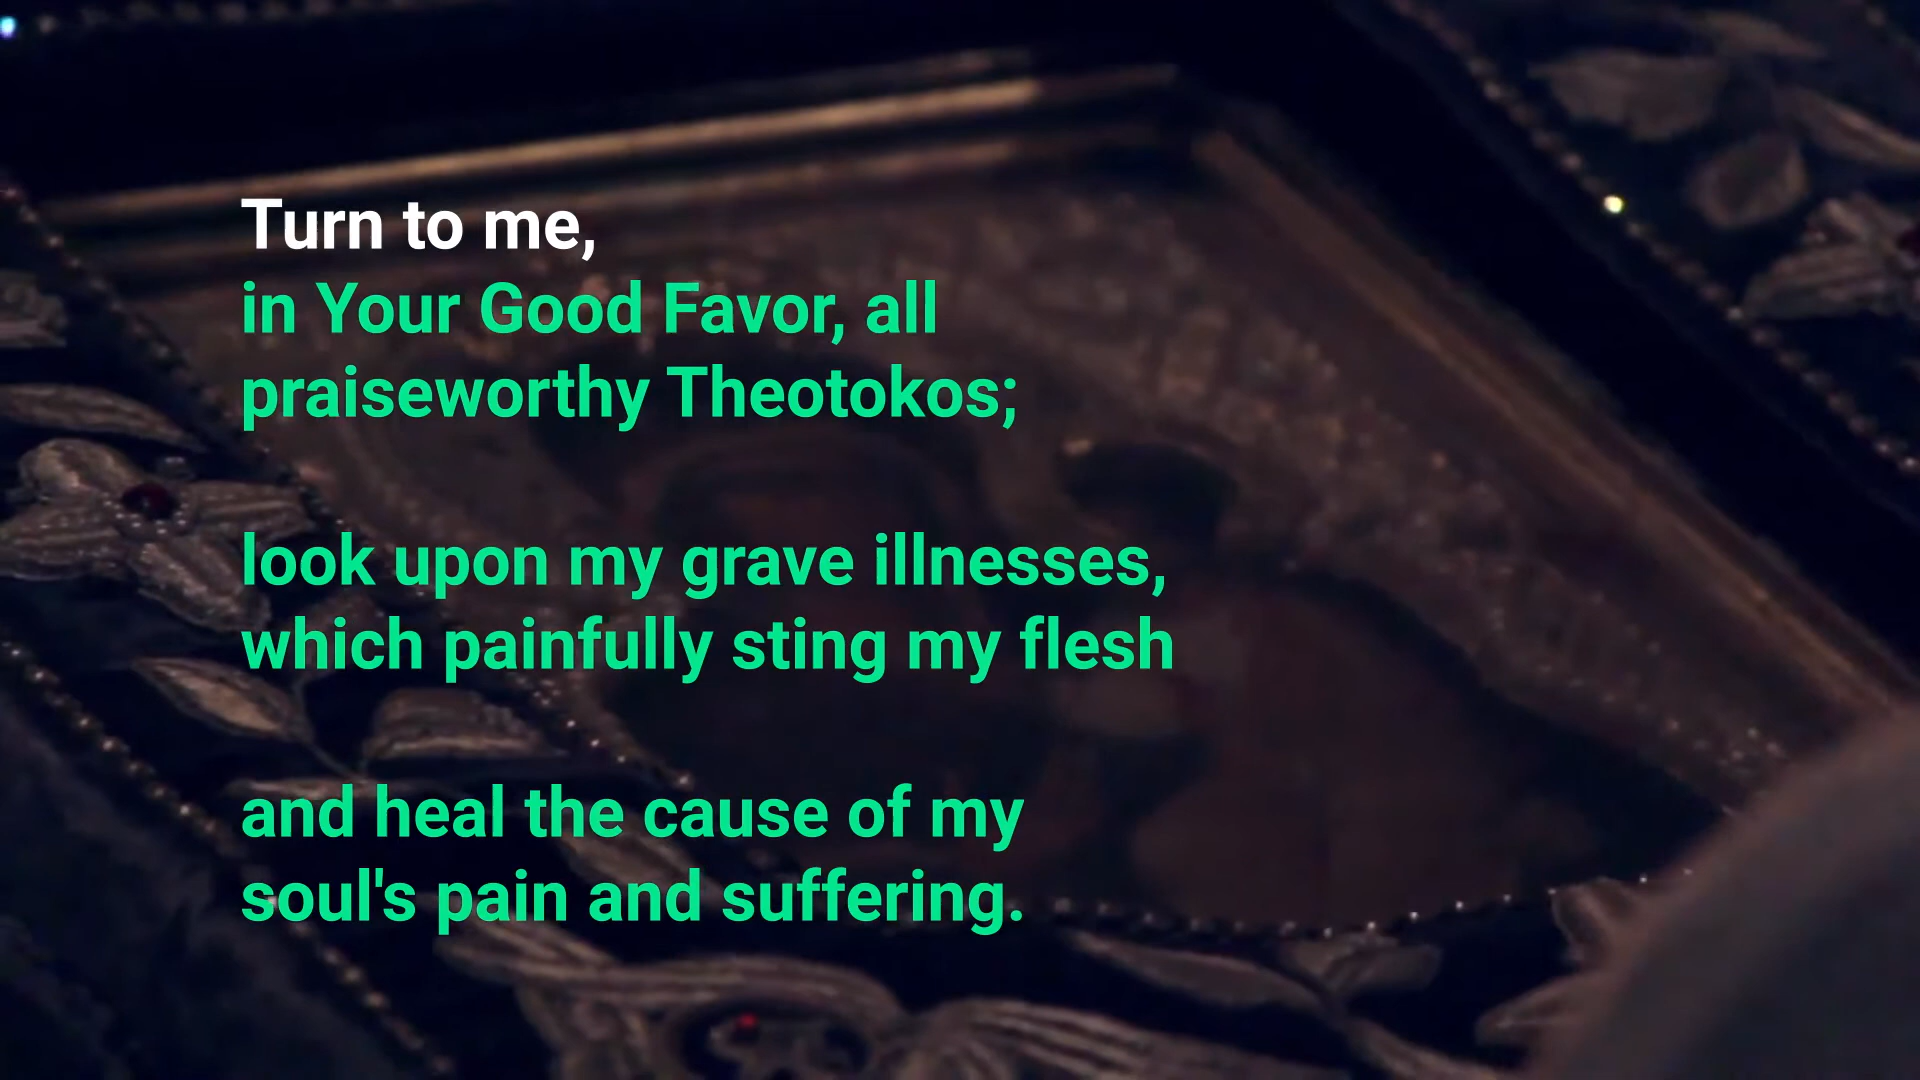 Turn to me,
in Your Good Favor, all
praiseworthy Theotokos;
look upon my grave illnesses,
which painfully sting my flesh
and heal the cause of my
soul's pain and suffering.